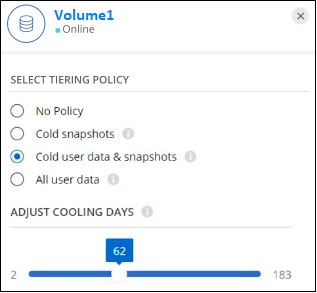 Volume1
Online
SELECT TIERING POLICY
No Policy
Cold snapshots
Cold user data & snapshots
All user data
ADJUST COOLING DAYS
62
2 183